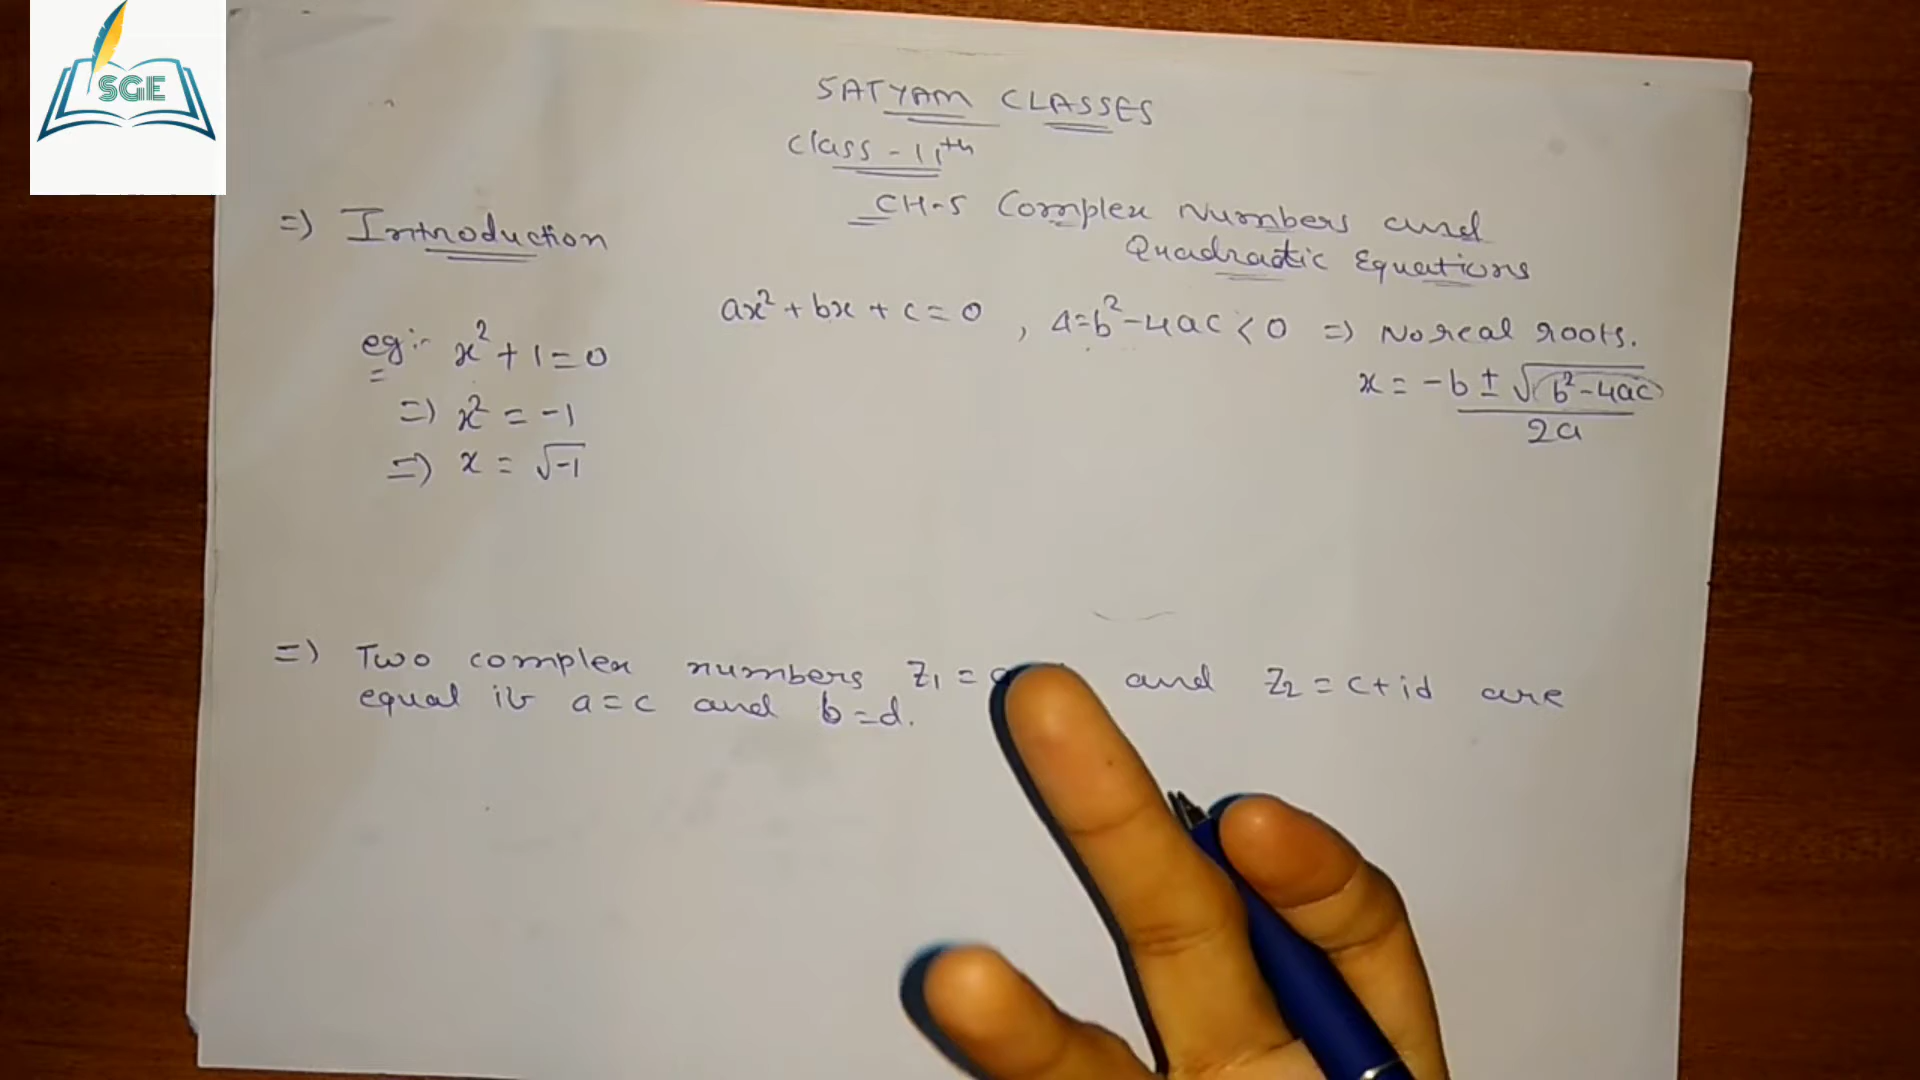 SGE
SATYAM CLASSES
Class - 11th
CH-5 Complex Numbers and
Quadratic Equations
=) Introduction
ax² + bx + c = 0 , Δ=b²-4ac < 0 =) No real roots.
x = -b ± √b²-4ac
2a
eg:- x² + 1 = 0
=) x² = -1
=) x = √-1
=) Two complex numbers Z₁ = and Z₂ = c+id are
equal if a=c and b=d.